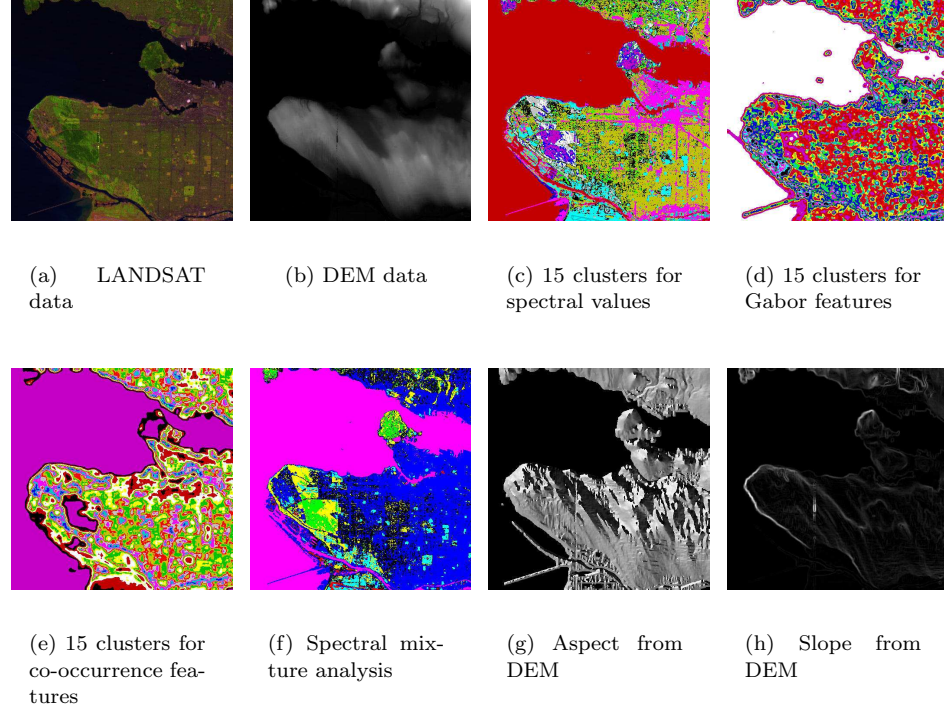 (a) LANDSAT
data
(b) DEM data
(c) 15 clusters for
spectral values
(d) 15 clusters for
Gabor features
(e) 15 clusters for
co-occurrence fea-
tures
(f) Spectral mix-
ture analysis
(g) Aspect from
DEM
(h) Slope from
DEM